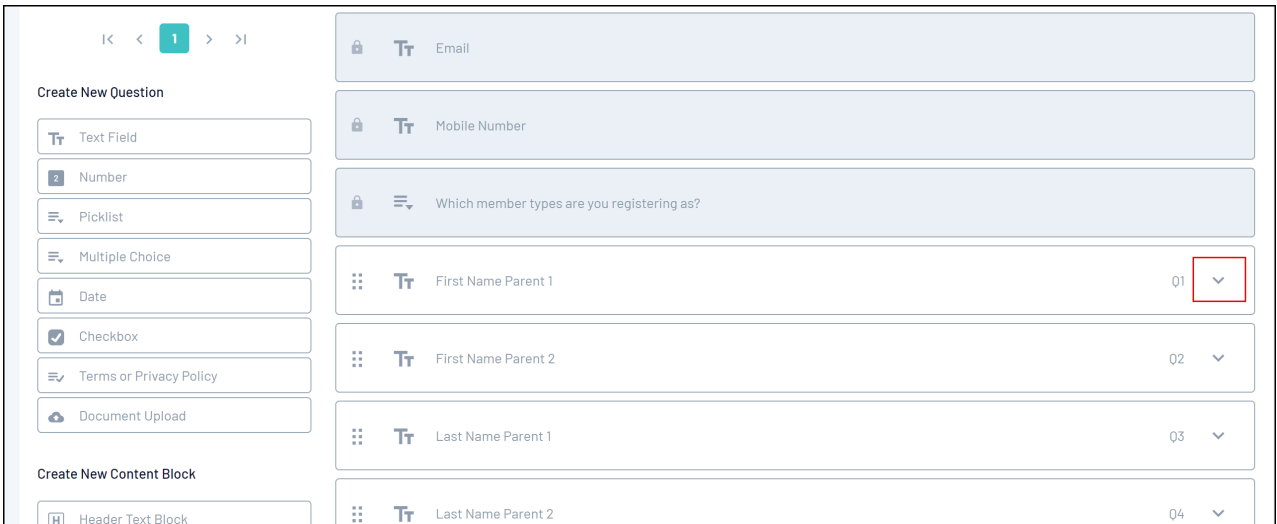 1
Create New Question
Text Field
2 Number
Picklist
Multiple Choice
Date
Checkbox
Terms or Privacy Policy
Document Upload
Create New Content Block
H Header Text Block
Email
Mobile Number
Which member types are you registering as?
First Name Parent 1 Q1
First Name Parent 2 Q2
Last Name Parent 1 Q3
Last Name Parent 2 Q4